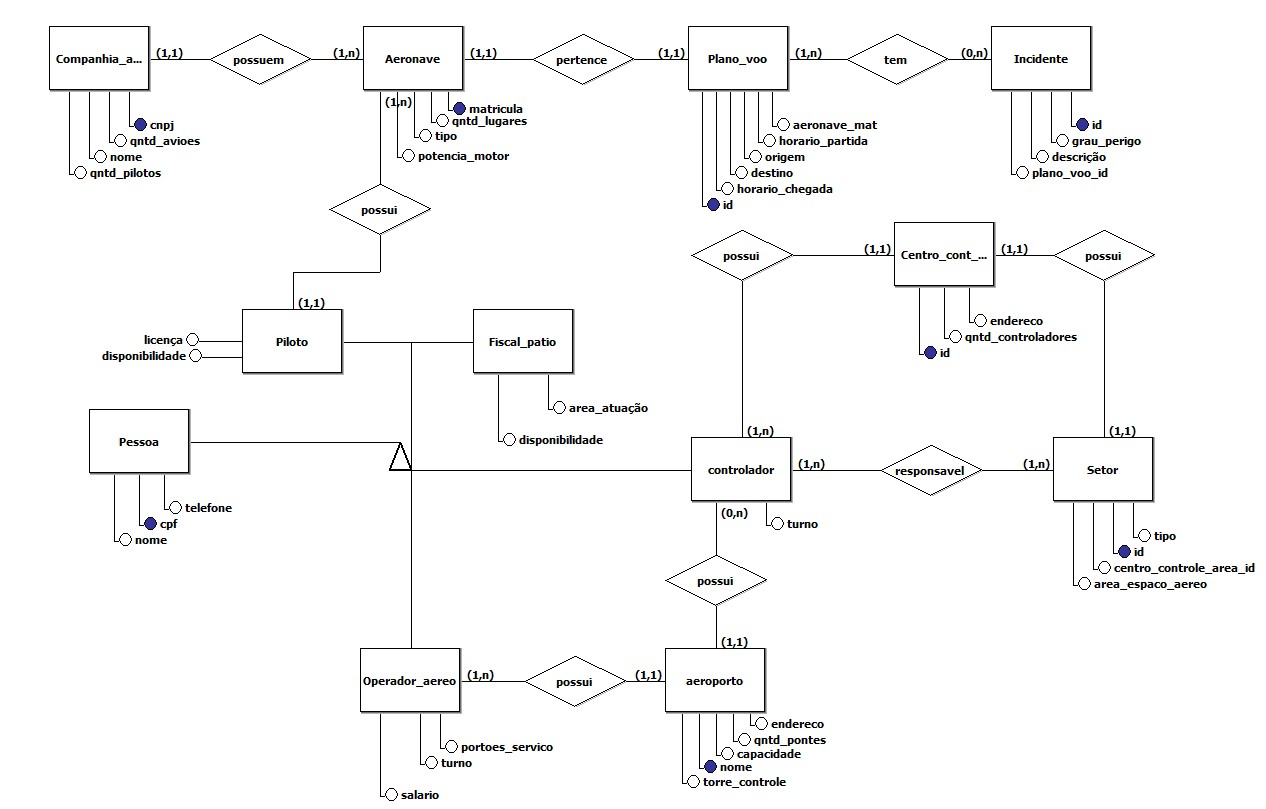 Companhia_a...
(1,1)
possuem
(1,n)
Aeronave
(1,1)
pertence
(1,1)
Plano_voo
(1,n)
tem
(0,n)
Incidente
cnpj
qntd_avioes
nome
qntd_pilotos
(1,n)
matricula
qntd_lugares
tipo
potencia_motor
aeronave_mat
horario_partida
origem
destino
horario_chegada
id
id
grau_perigo
descrição
plano_voo_id
possui
possui
(1,1)
Centro_cont_...
(1,1)
possui
endereco
qntd_controladores
id
(1,1)
licença
disponibilidade
Piloto
Fiscal_patio
area_atuação
disponibilidade
Pessoa
telefone
cpf
nome
(1,n)
controlador
(1,n)
responsavel
(1,n)
(1,1)
Setor
(0,n)
turno
tipo
id
centro_controle_area_id
area_espaco_aereo
possui
(1,1)
Operador_aereo
(1,n)
possui
(1,1)
aeroporto
portoes_servico
turno
salario
endereco
qntd_pontes
capacidade
nome
torre_controle